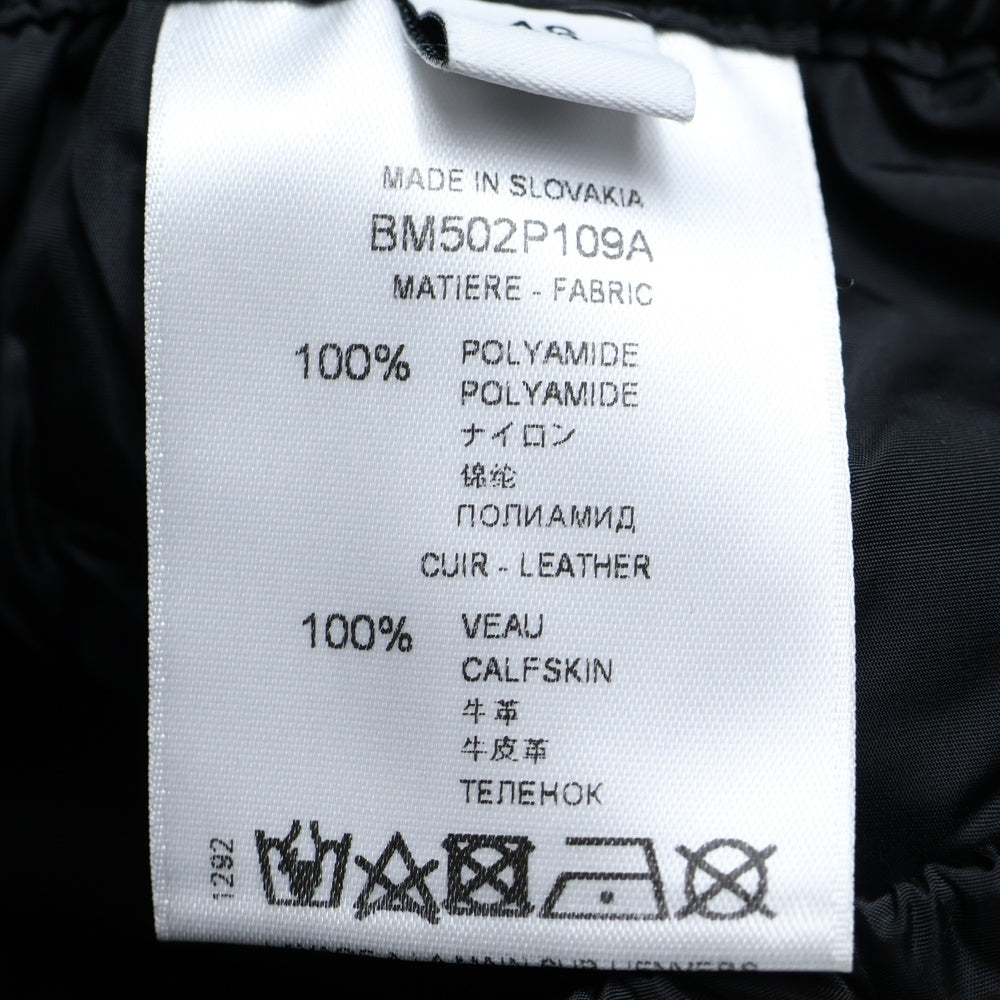 MADE IN SLOVAKIA
BM502P109A
MATIERE - FABRIC
100% POLYAMIDE
POLYAMIDE
ナイロン
锦纶
ПОЛИАМИД
CUIR - LEATHER
100% VEAU
CALFSKIN
牛革
牛皮革
ТЕЛЕНОК
1292